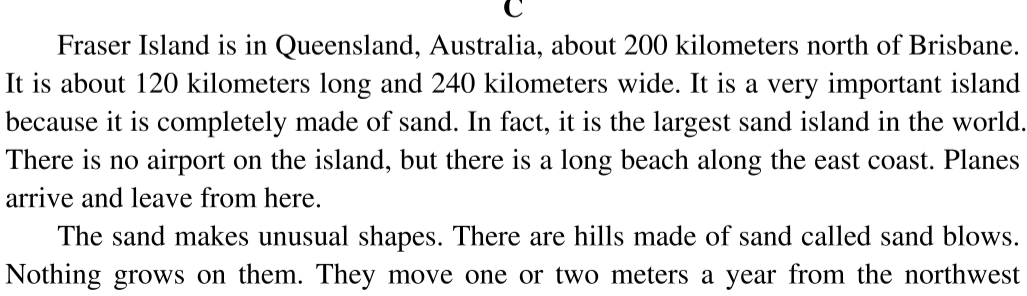 C
Fraser Island is in Queensland, Australia, about 200 kilometers north of Brisbane.
It is about 120 kilometers long and 240 kilometers wide. It is a very important island
because it is completely made of sand. In fact, it is the largest sand island in the world.
There is no airport on the island, but there is a long beach along the east coast. Planes
arrive and leave from here.
The sand makes unusual shapes. There are hills made of sand called sand blows.
Nothing grows on them. They move one or two meters a year from the northwest